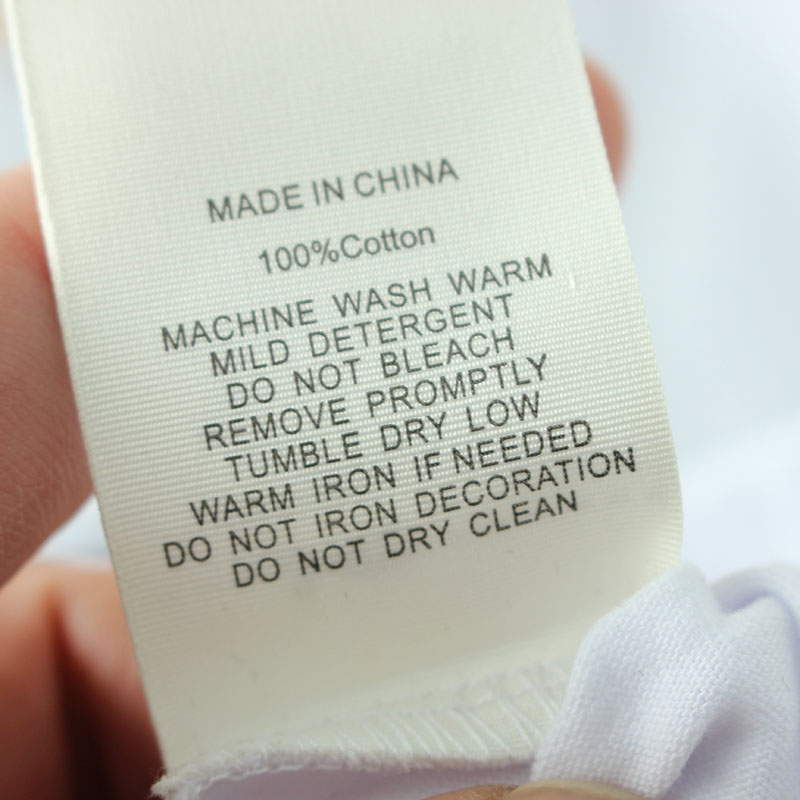 MADE IN CHINA
100%Cotton
MACHINE WASH WARM
MILD DETERGENT
DO NOT BLEACH
REMOVE PROMPTLY
TUMBLE DRY LOW
WARM IRON IF NEEDED
DO NOT IRON DECORATION
DO NOT DRY CLEAN